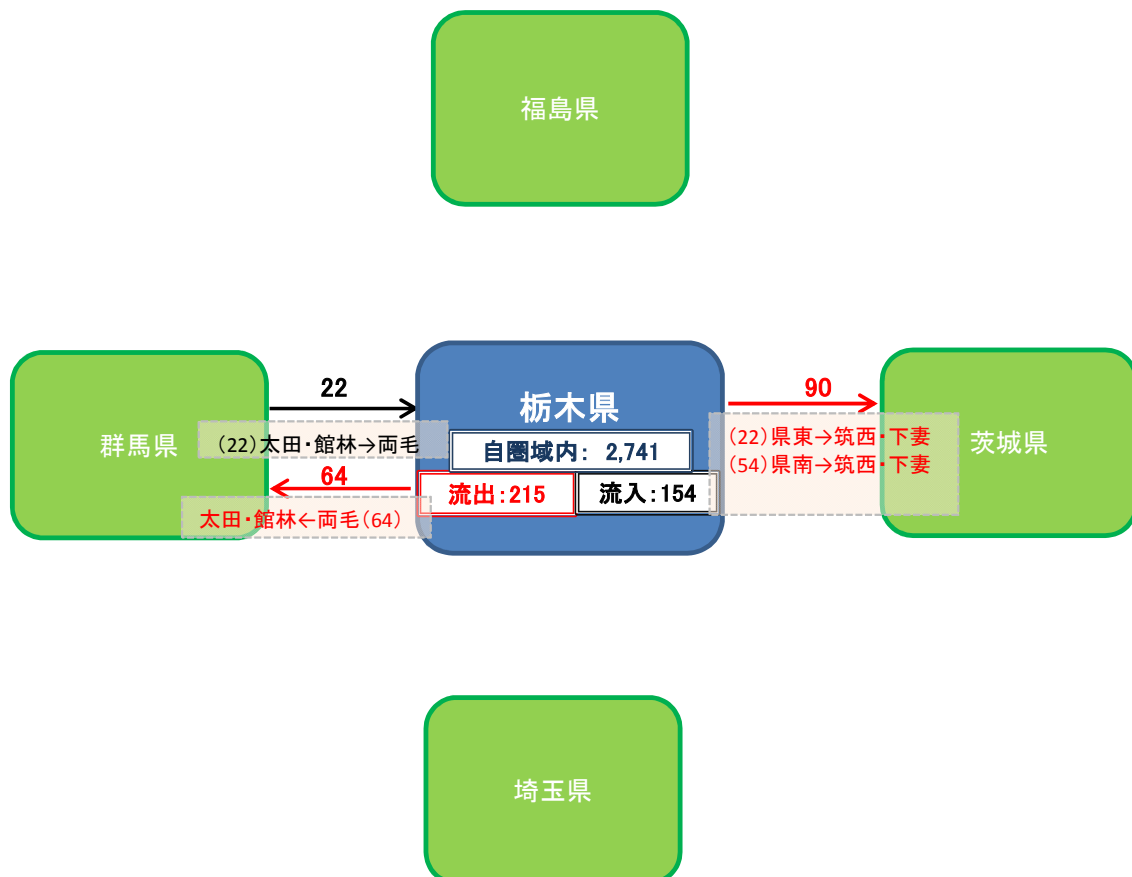 福島県
群馬県
22
(22)太田・館林→両毛
64
太田・館林←両毛(64)
栃木県
自圏域内: 2,741
流出:215
流入:154
90
(22)県東→筑西・下妻
(54)県南→筑西・下妻
茨城県
埼玉県